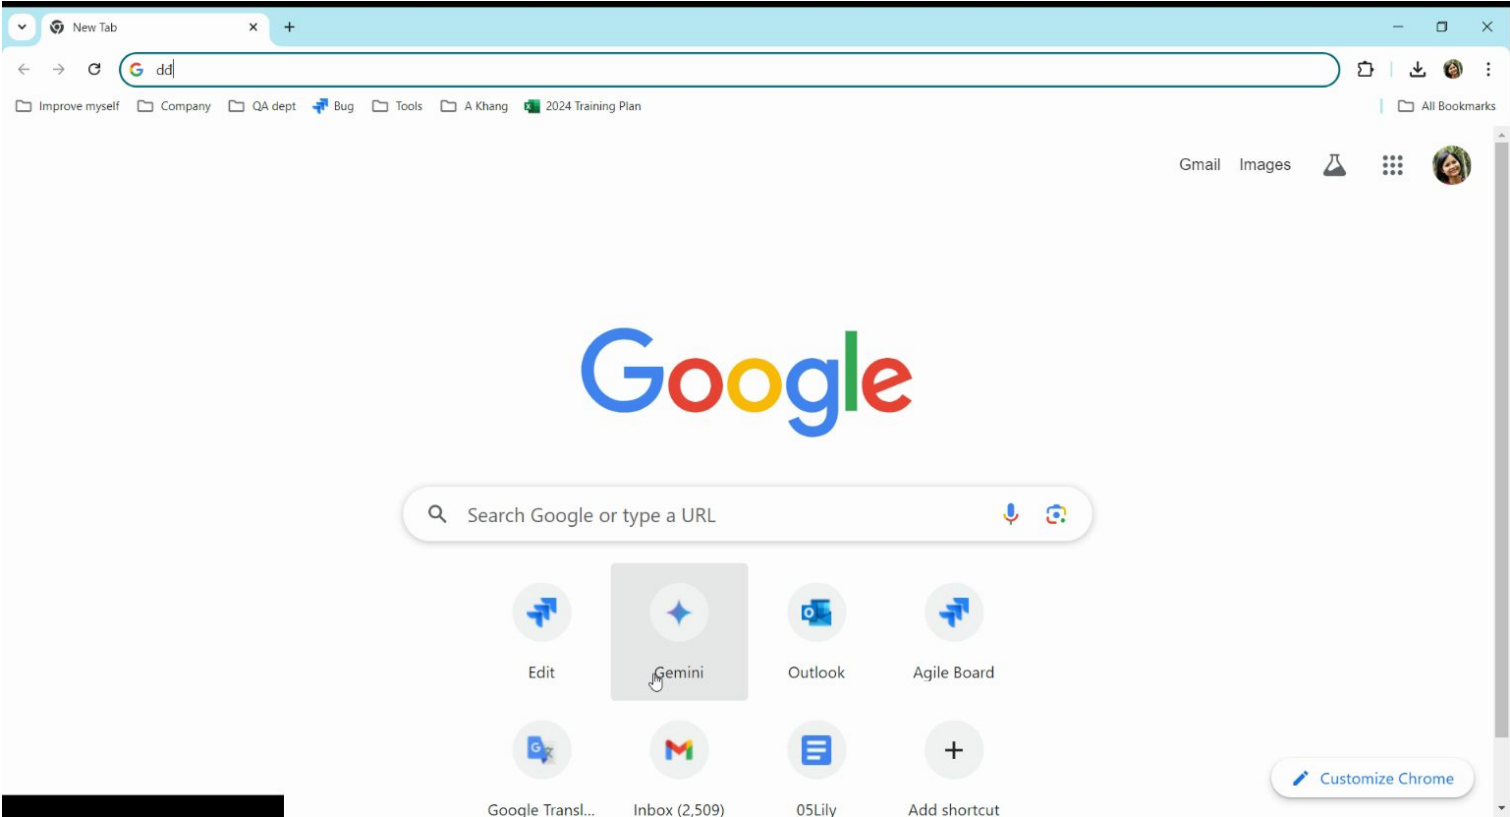 New Tab
dd
Improve myself Company QA dept Bug Tools A Khang 2024 Training Plan All Bookmarks
Gmail Images
Google
Search Google or type a URL
Edit Gemini Outlook Agile Board
Google Transl... Inbox (2,509) 05Lily Add shortcut
Customize Chrome